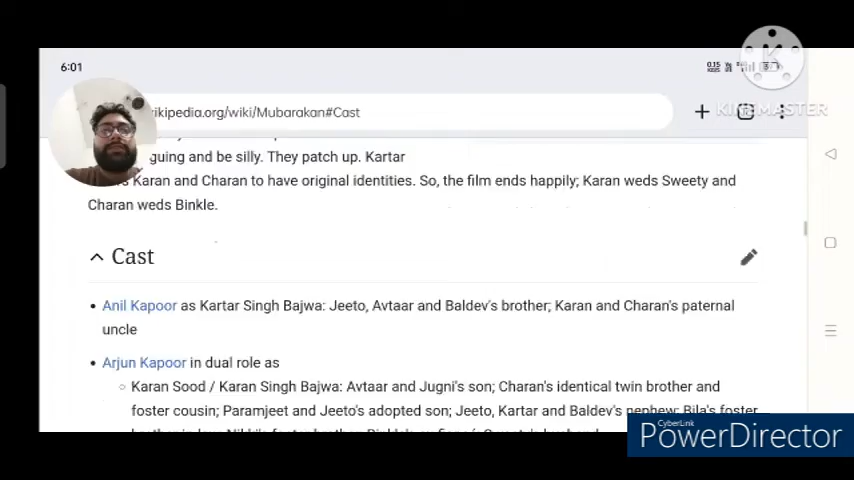 6:01
0.15
KINEMASTER
ikipedia.org/wiki/Mubarakan#Cast
guing and be silly. They patch up. Kartar
Karan and Charan to have original identities. So, the film ends happily; Karan weds Sweety and
Charan weds Binkle.
Cast
• Anil Kapoor as Kartar Singh Bajwa: Jeeto, Avtaar and Baldev's brother; Karan and Charan's paternal
uncle
• Arjun Kapoor in dual role as
Karan Sood / Karan Singh Bajwa: Avtaar and Jugni's son; Charan's identical twin brother and
foster cousin; Paramjeet and Jeeto's adopted son; Jeeto, Kartar and Baldev's nephew; Bila's foster
CyberLink
PowerDirector